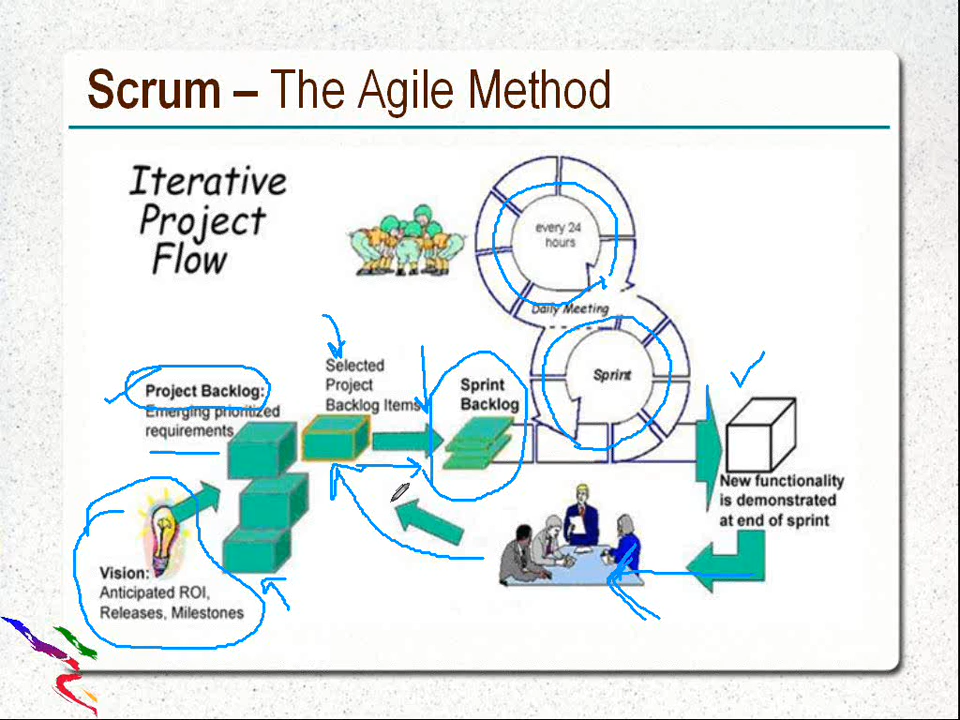 Scrum – The Agile Method
Iterative
Project
Flow
every 24
hours
Daily Meeting
Sprint
Selected
Project
Backlog Items
Sprint
Backlog
Project Backlog:
Emerging prioritized
requirements
New functionality
is demonstrated
at end of sprint
Vision:
Anticipated ROI,
Releases, Milestones